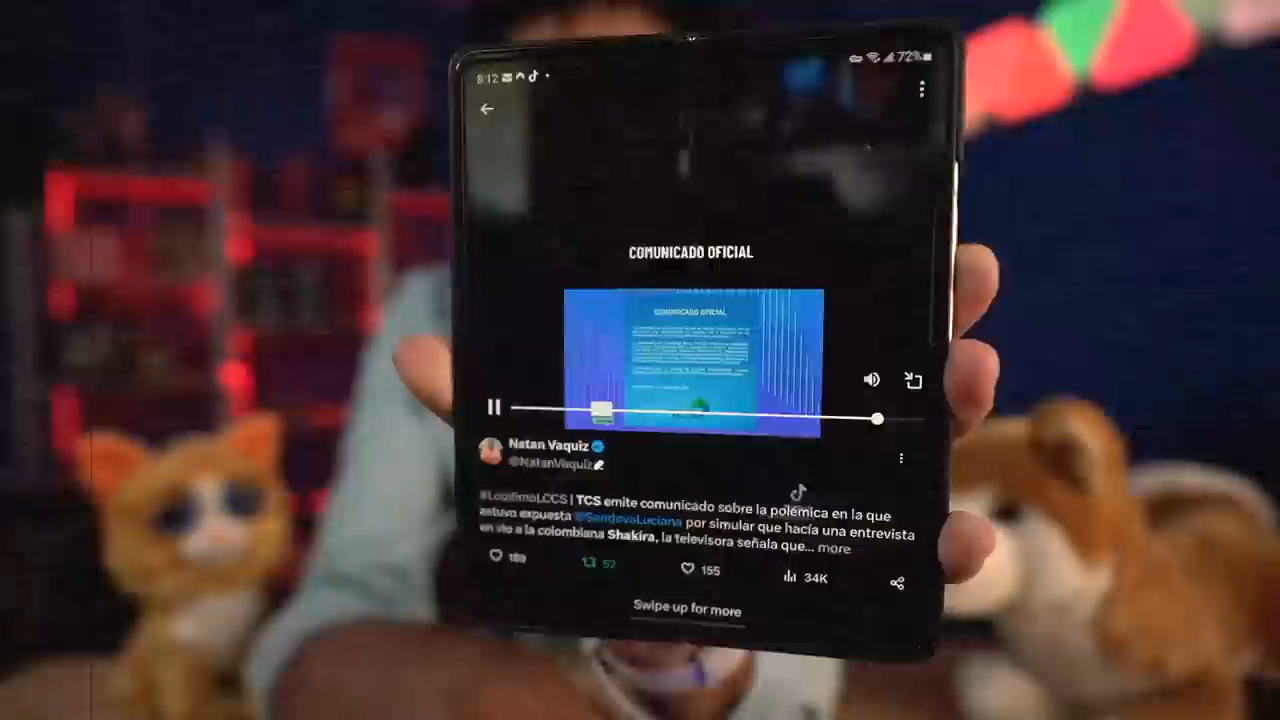 8:12
72%
COMUNICADO OFICIAL
COMUNICADO OFICIAL
Natan Vaquiz
@NatanVaquiz
#LoúltimoLCCS | TCS emite comunicado sobre la polémica en la que
estuvo expuesta @SandovaLuciana por simular que hacía una entrevista
en vivo a la colombiana Shakira, la televisora señala que... more
189
52
155
34K
Swipe up for more